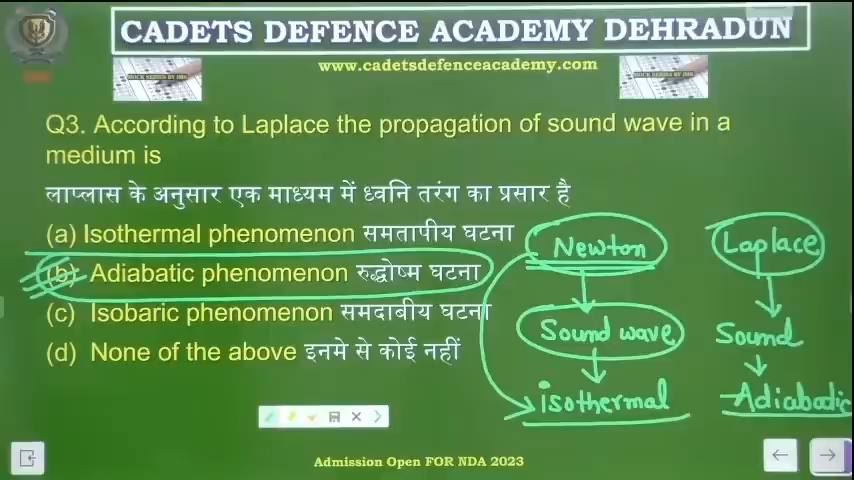 CADETS DEFENCE ACADEMY DEHRADUN
www.cadetsdefenceacademy.com
Q3. According to Laplace the propagation of sound wave in a
medium is
लाप्लास के अनुसार एक माध्यम में ध्वनि तरंग का प्रसार है
(a) Isothermal phenomenon समतापीय घटना
(b) Adiabatic phenomenon रुद्धोष्म घटना
(c) Isobaric phenomenon समदाबीय घटना
(d) None of the above इनमे से कोई नहीं
Newton
Sound wave
isothermal
Laplace
Sound
Adiabadic
Admission Open FOR NDA 2023